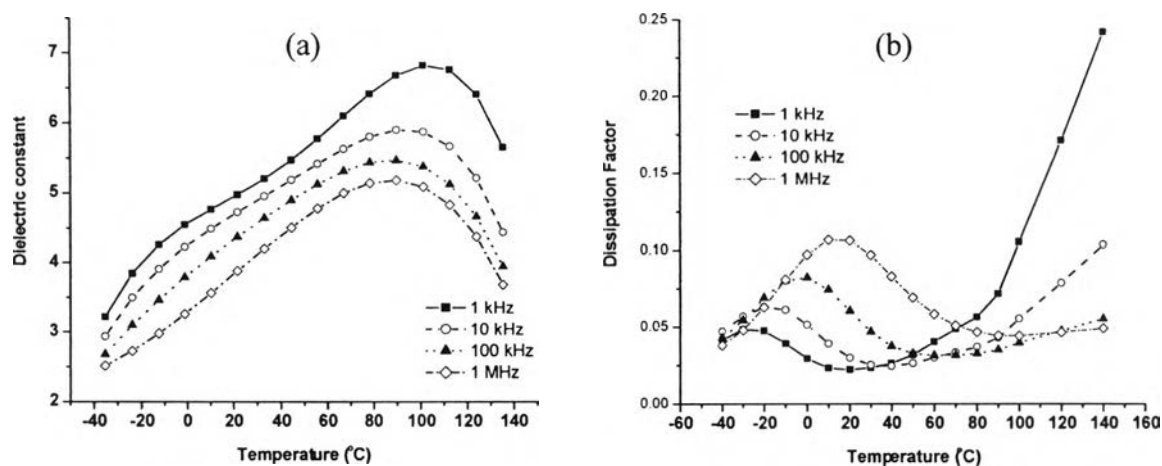 (a)
Dielectric constant
7
6
5
4
3
2
1 kHz
10 kHz
100 kHz
1 MHz
-40 -20 0 20 40 60 80 100 120 140
Temperature (°C)
(b)
Dissipation Factor
0.25
0.20
0.15
0.10
0.05
0.00
1 kHz
10 kHz
100 kHz
1 MHz
-60 -40 -20 0 20 40 60 80 100 120 140 160
Temperature (°C)